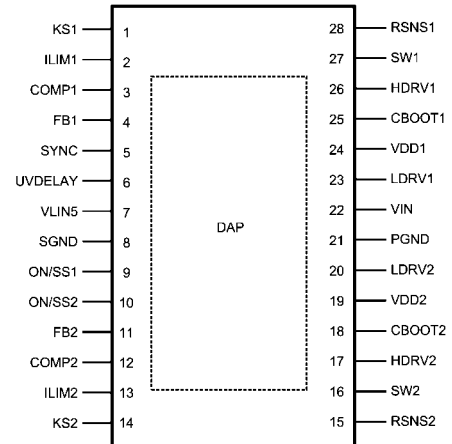 KS1 1 28 RSNS1
ILIM1 2 27 SW1
COMP1 3 26 HDRV1
FB1 4 25 CBOOT1
SYNC 5 24 VDD1
UVDELAY 6 23 LDRV1
VLIN5 7 22 VIN
SGND 8 DAP 21 PGND
ON/SS1 9 20 LDRV2
ON/SS2 10 19 VDD2
FB2 11 18 CBOOT2
COMP2 12 17 HDRV2
ILIM2 13 16 SW2
KS2 14 15 RSNS2